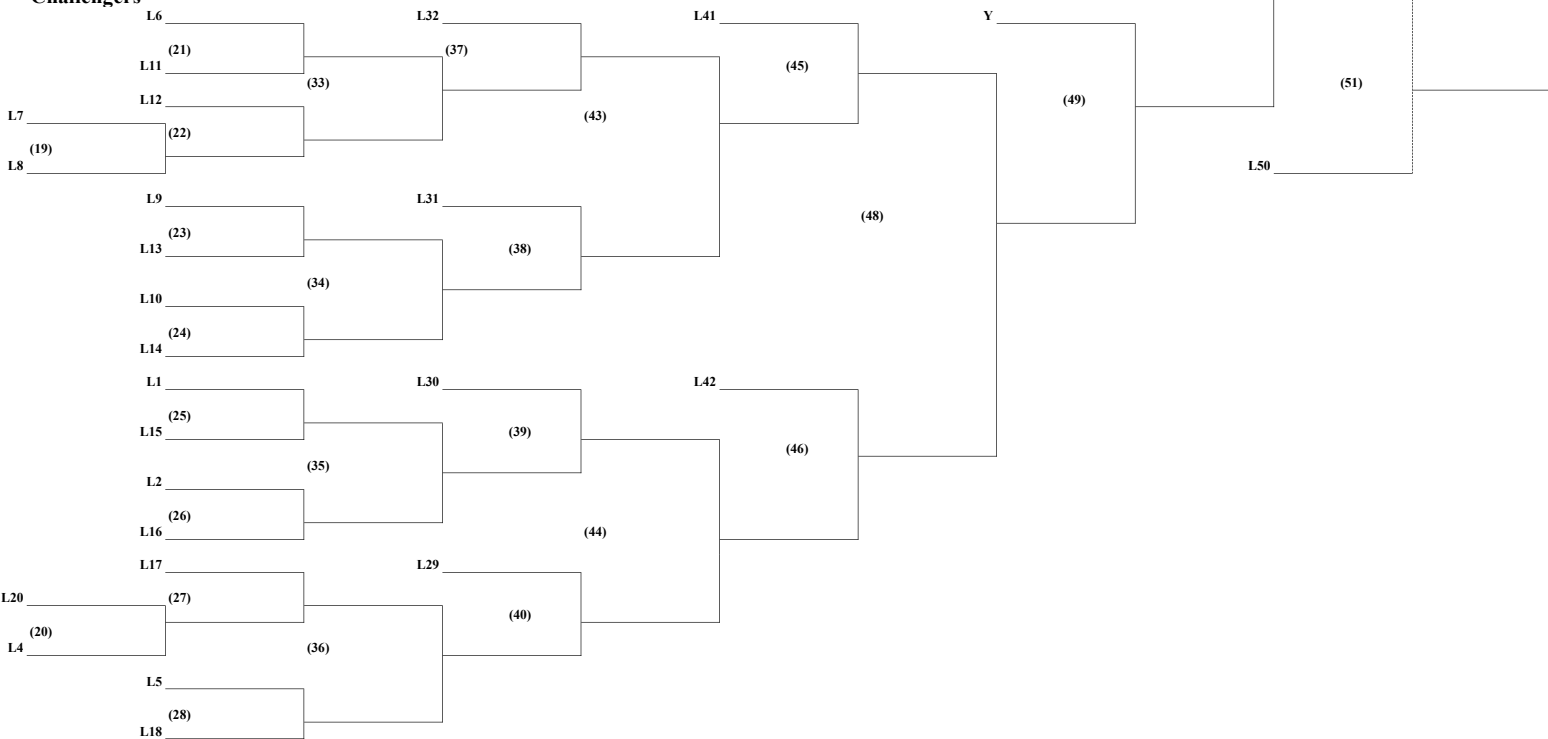 Challengers
L6 L32 L41 Y
(21) (37)
L11 (45)
(33) (51)
L12 (49)
L7 (43)
(22)
(19)
L8 L50
L9 L31
(48)
(23)
L13 (38)
(34)
L10
(24)
L14
L1 L30 L42
(25)
L15 (39)
(46)
(35)
L2
(26)
L16 (44)
L17 L29
L20 (27)
(40)
(20)
L4 (36)
L5
(28)
L18